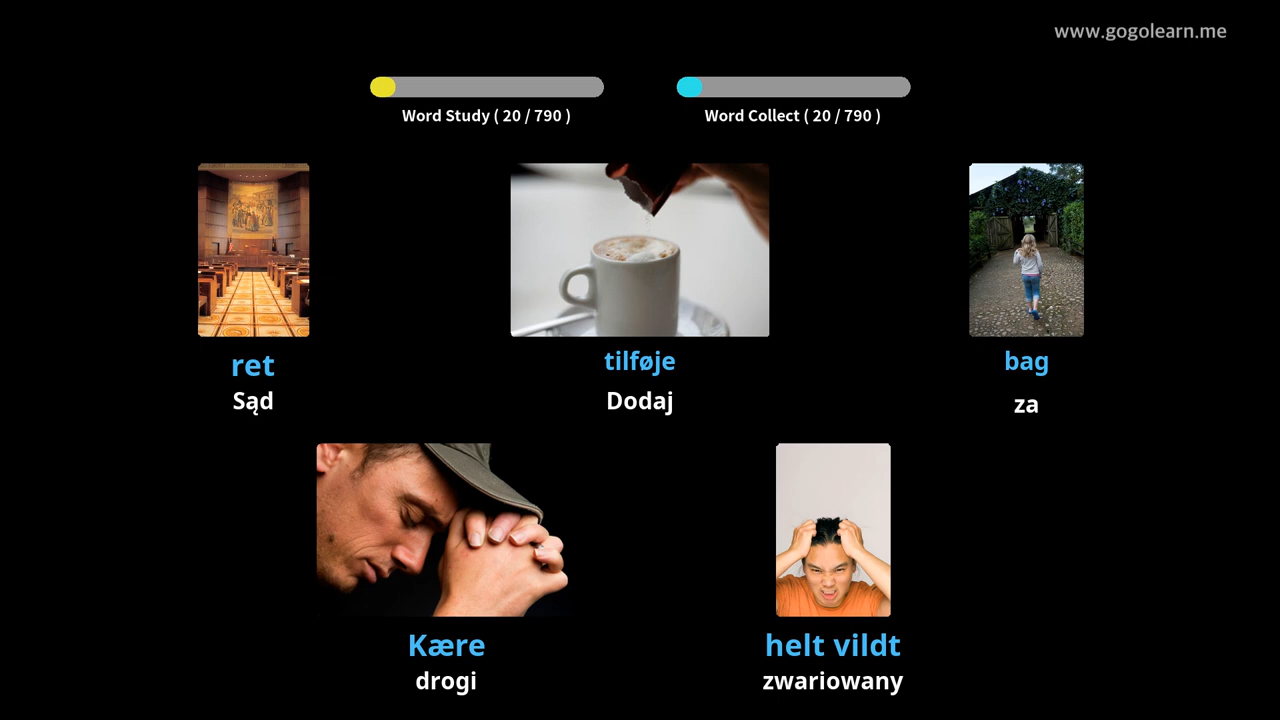 www.gogolearn.me
Word Study ( 20 / 790 )
Word Collect ( 20 / 790 )
ret
Sąd
tilføje
Dodaj
bag
za
Kære
drogi
helt vildt
zwariowany